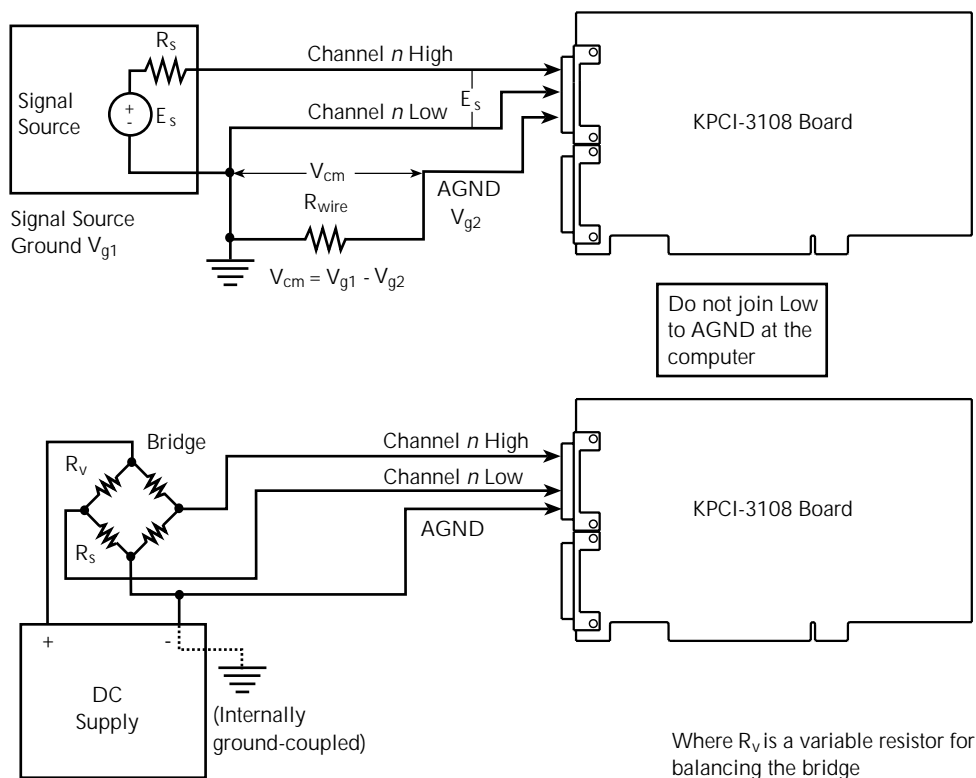 Rs
Channel n High
Signal
Source
+
-
Es
Es
Channel n Low
KPCI-3108 Board
Vcm
Rwire
AGND
Vg2
Signal Source
Ground Vg1
Vcm = Vg1 - Vg2
Do not join Low
to AGND at the
computer
Bridge
Rv
Channel n High
Channel n Low
AGND
Rs
KPCI-3108 Board
+
-
DC
Supply
(Internally
ground-coupled)
Where Rv is a variable resistor for
balancing the bridge